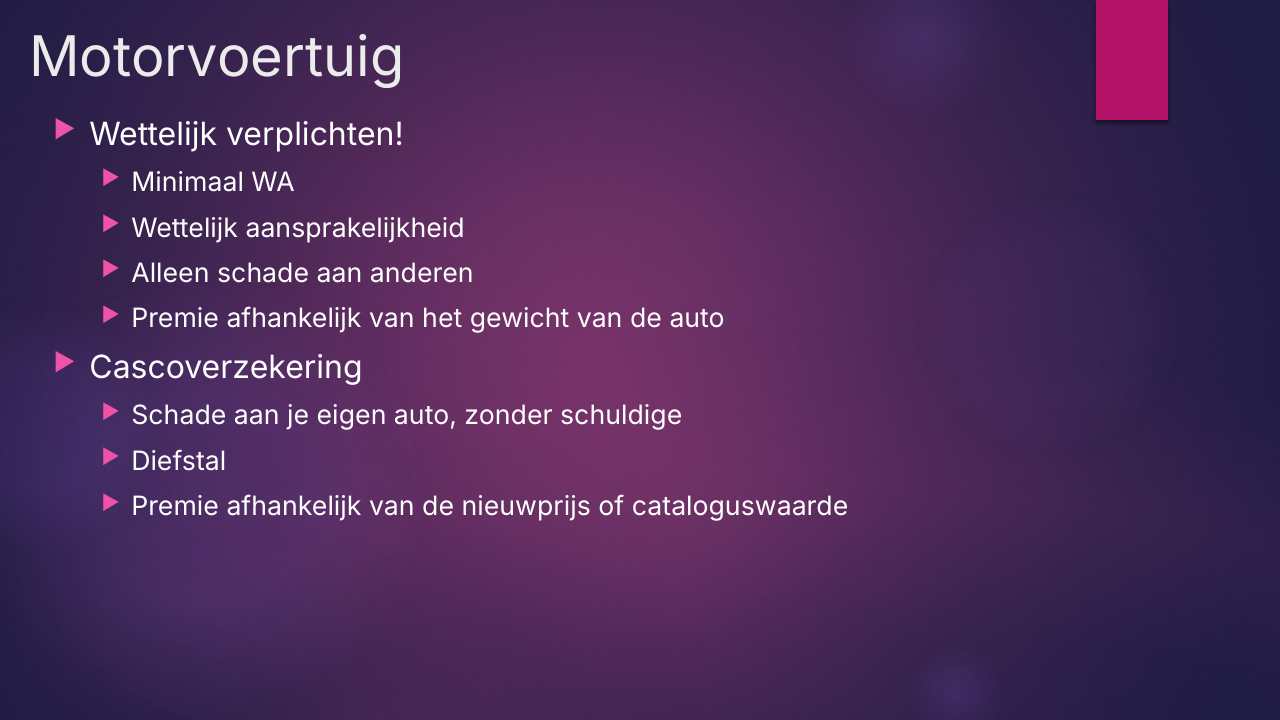 Motorvoertuig
Wettelijk verplichten!
Minimaal WA
Wettelijk aansprakelijkheid
Alleen schade aan anderen
Premie afhankelijk van het gewicht van de auto
Cascoverzekering
Schade aan je eigen auto, zonder schuldige
Diefstal
Premie afhankelijk van de nieuwprijs of cataloguswaarde